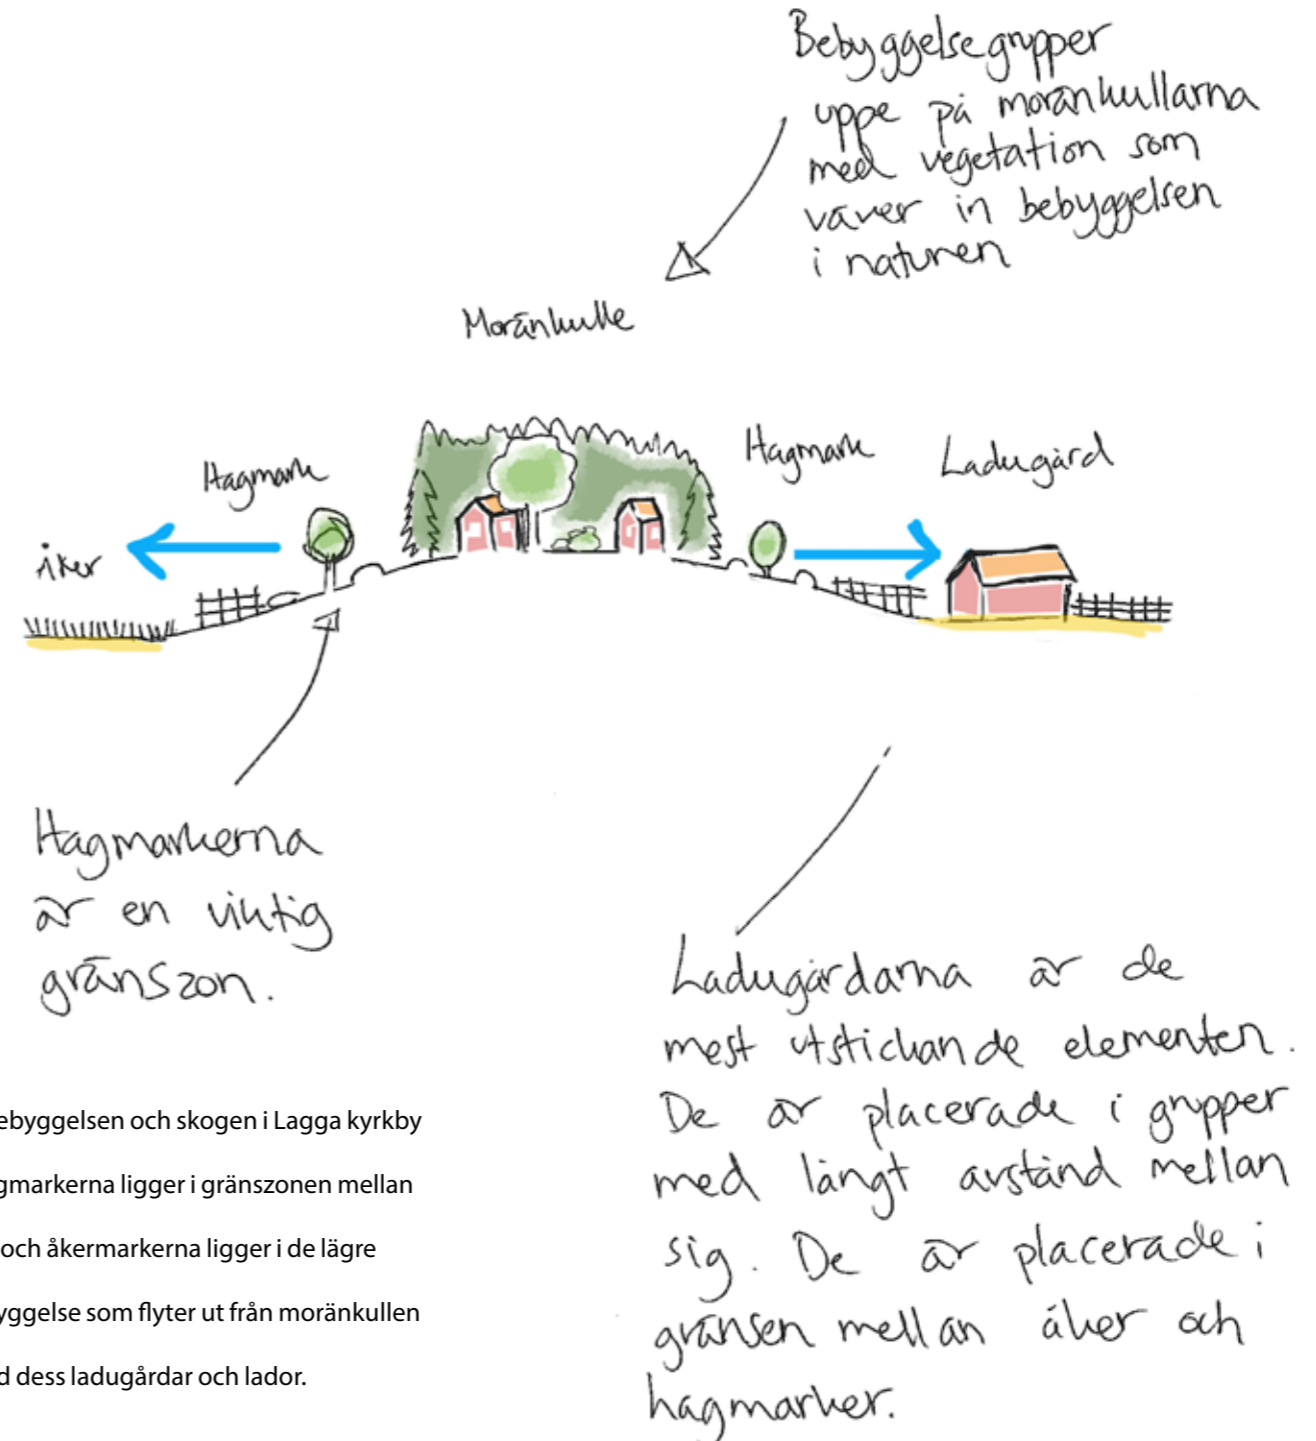 Bebyggelsegrupper
uppe på moränkullarna
med vegetation som
väver in bebyggelsen
i naturen
Moränkulle
Hagmark
Hagmark
Ladugård
åker
Hagmarkerna
är en viktig
gränszon.
Ladugårdarna är de
mest utstickande elementen.
De är placerade i grupper
med långt avstånd mellan
sig. De är placerade i
gränsen mellan åker och
hagmarker.
ebyggelsen och skogen i Lagga kyrkby
gmarkerna ligger i gränszonen mellan
och åkermarkerna ligger i de lägre
yggelse som flyter ut från moränkullen
d dess ladugårdar och lador.